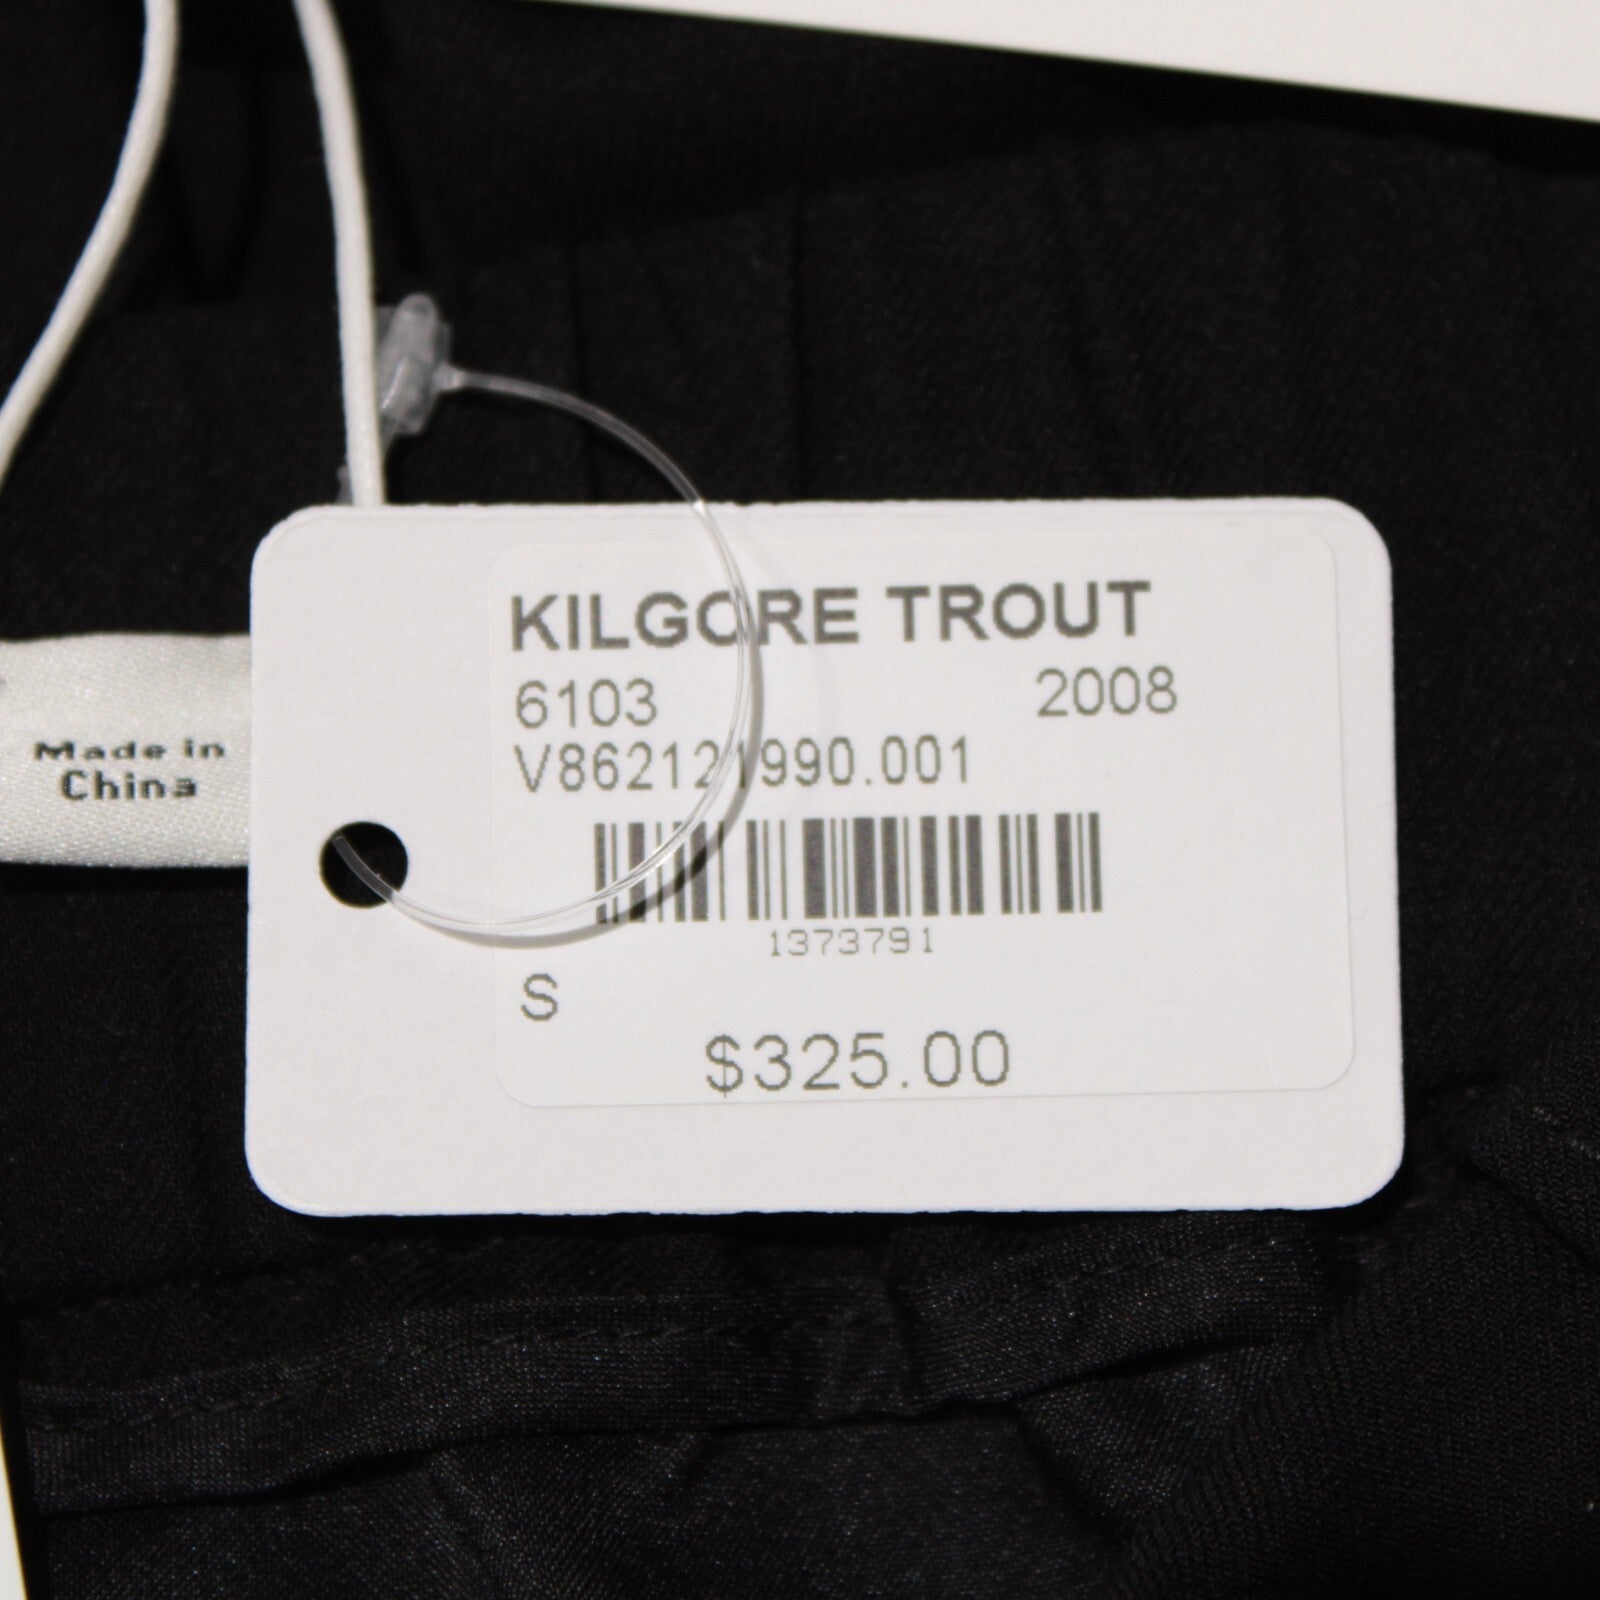 KILGORE TROUT
6103 2008
V862121990.001
1373791
S
$325.00
Made in
China